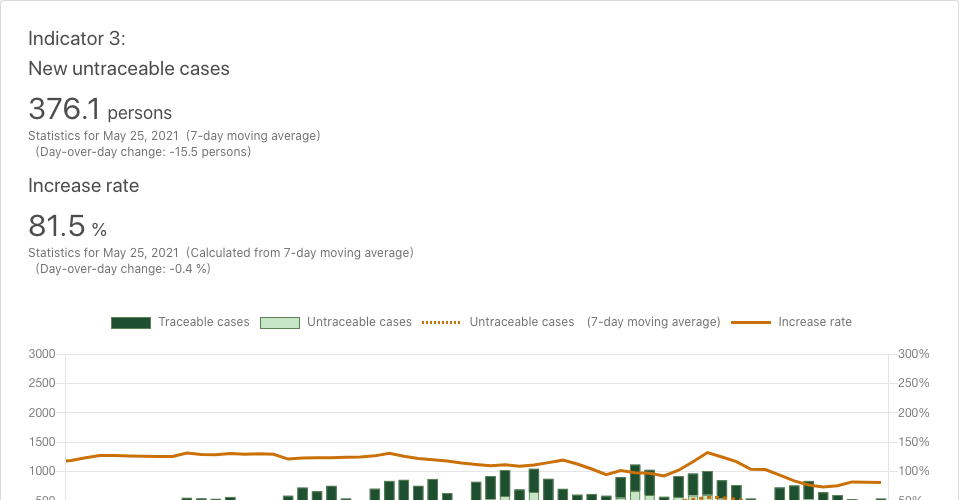 Indicator 3:
New untraceable cases
376.1 persons
Statistics for May 25, 2021 (7-day moving average)
(Day-over-day change: -15.5 persons)
Increase rate
81.5 %
Statistics for May 25, 2021 (Calculated from 7-day moving average)
(Day-over-day change: -0.4 %)
Traceable cases Untraceable cases Untraceable cases (7-day moving average) Increase rate
3000 300%
2500 250%
2000 200%
1500 150%
1000 100%
500 50%